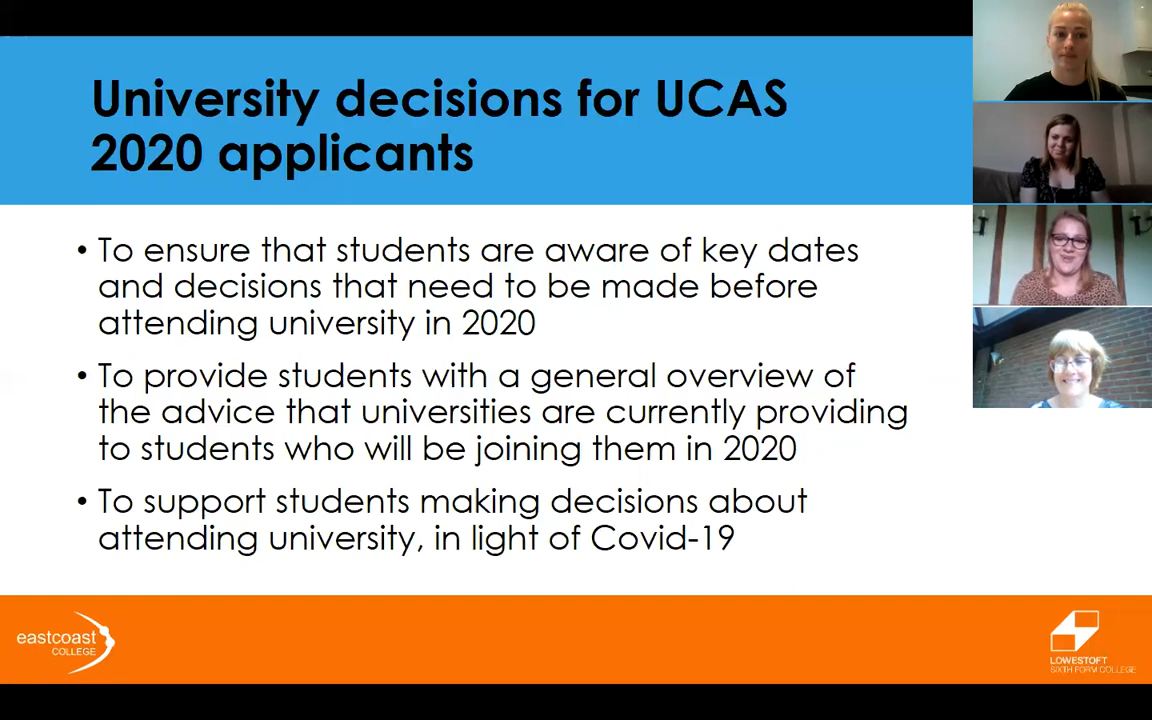 University decisions for UCAS
2020 applicants
• To ensure that students are aware of key dates
and decisions that need to be made before
attending university in 2020
• To provide students with a general overview of
the advice that universities are currently providing
to students who will be joining them in 2020
• To support students making decisions about
attending university, in light of Covid-19
eastcoast
COLLEGE
LOWESTOFT
SIXTH FORM COLLEGE